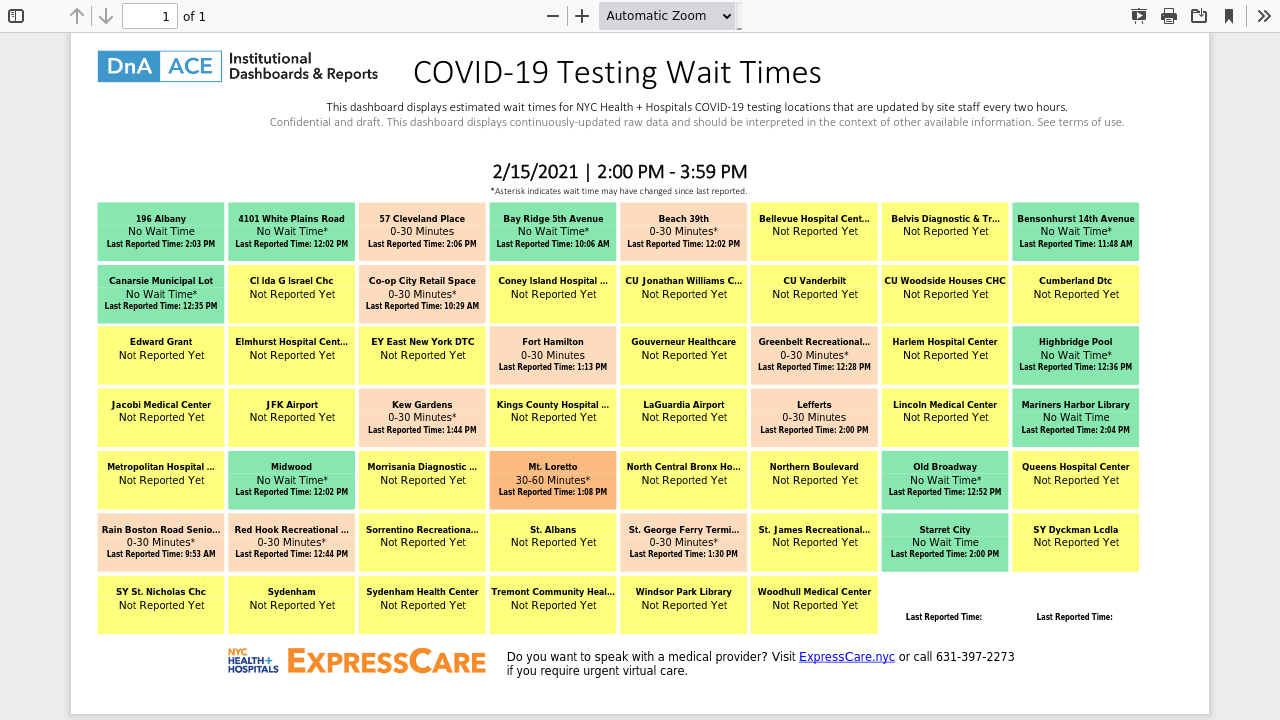 1 of 1 Automatic Zoom
DnA ACE Institutional Dashboards & Reports
COVID-19 Testing Wait Times
This dashboard displays estimated wait times for NYC Health + Hospitals COVID-19 testing locations that are updated by site staff every two hours.
Confidential and draft. This dashboard displays continuously-updated raw data and should be interpreted in the context of other available information. See terms of use.
2/15/2021 | 2:00 PM - 3:59 PM
*Asterisk indicates wait time may have changed since last reported.
196 Albany
No Wait Time
Last Reported Time: 2:03 PM
4101 White Plains Road
No Wait Time*
Last Reported Time: 12:02 PM
57 Cleveland Place
0-30 Minutes
Last Reported Time: 2:06 PM
Bay Ridge 5th Avenue
No Wait Time*
Last Reported Time: 10:06 AM
Beach 39th
0-30 Minutes*
Last Reported Time: 12:02 PM
Bellevue Hospital Cent...
Not Reported Yet
Belvis Diagnostic & Tr...
Not Reported Yet
Bensonhurst 14th Avenue
No Wait Time*
Last Reported Time: 11:48 AM
Canarsie Municipal Lot
No Wait Time*
Last Reported Time: 12:35 PM
CI Ida G Israel Chc
Not Reported Yet
Co-op City Retail Space
0-30 Minutes*
Last Reported Time: 10:29 AM
Coney Island Hospital ...
Not Reported Yet
CU Jonathan Williams C...
Not Reported Yet
CU Vanderbilt
Not Reported Yet
CU Woodside Houses CHC
Not Reported Yet
Cumberland Dtc
Not Reported Yet
Edward Grant
Not Reported Yet
Elmhurst Hospital Cent...
Not Reported Yet
EY East New York DTC
Not Reported Yet
Fort Hamilton
0-30 Minutes
Last Reported Time: 1:13 PM
Gouverneur Healthcare
Not Reported Yet
Greenbelt Recreational...
0-30 Minutes*
Last Reported Time: 12:28 PM
Harlem Hospital Center
Not Reported Yet
Highbridge Pool
No Wait Time*
Last Reported Time: 12:36 PM
Jacobi Medical Center
Not Reported Yet
JFK Airport
Not Reported Yet
Kew Gardens
0-30 Minutes*
Last Reported Time: 1:44 PM
Kings County Hospital ...
Not Reported Yet
LaGuardia Airport
Not Reported Yet
Lefferts
0-30 Minutes
Last Reported Time: 2:00 PM
Lincoln Medical Center
Not Reported Yet
Mariners Harbor Library
No Wait Time
Last Reported Time: 2:04 PM
Metropolitan Hospital ...
Not Reported Yet
Midwood
No Wait Time*
Last Reported Time: 12:02 PM
Morrisania Diagnostic ...
Not Reported Yet
Mt. Loretto
30-60 Minutes*
Last Reported Time: 1:08 PM
North Central Bronx Ho...
Not Reported Yet
Northern Boulevard
Not Reported Yet
Old Broadway
No Wait Time*
Last Reported Time: 12:52 PM
Queens Hospital Center
Not Reported Yet
Rain Boston Road Senio...
0-30 Minutes*
Last Reported Time: 9:53 AM
Red Hook Recreational ...
0-30 Minutes*
Last Reported Time: 12:44 PM
Sorrentino Recreationa...
Not Reported Yet
St. Albans
Not Reported Yet
St. George Ferry Termi...
0-30 Minutes*
Last Reported Time: 1:30 PM
St. James Recreational...
Not Reported Yet
Starret City
No Wait Time
Last Reported Time: 2:00 PM
SY Dyckman Lcdla
Not Reported Yet
SY St. Nicholas Chc
Not Reported Yet
Sydenham
Not Reported Yet
Sydenham Health Center
Not Reported Yet
Tremont Community Heal...
Not Reported Yet
Windsor Park Library
Not Reported Yet
Woodhull Medical Center
Not Reported Yet
Last Reported Time:
Last Reported Time:
NYC HEALTH+ HOSPITALS EXPRESSCARE
Do you want to speak with a medical provider? Visit ExpressCare.nyc or call 631-397-2273
if you require urgent virtual care.